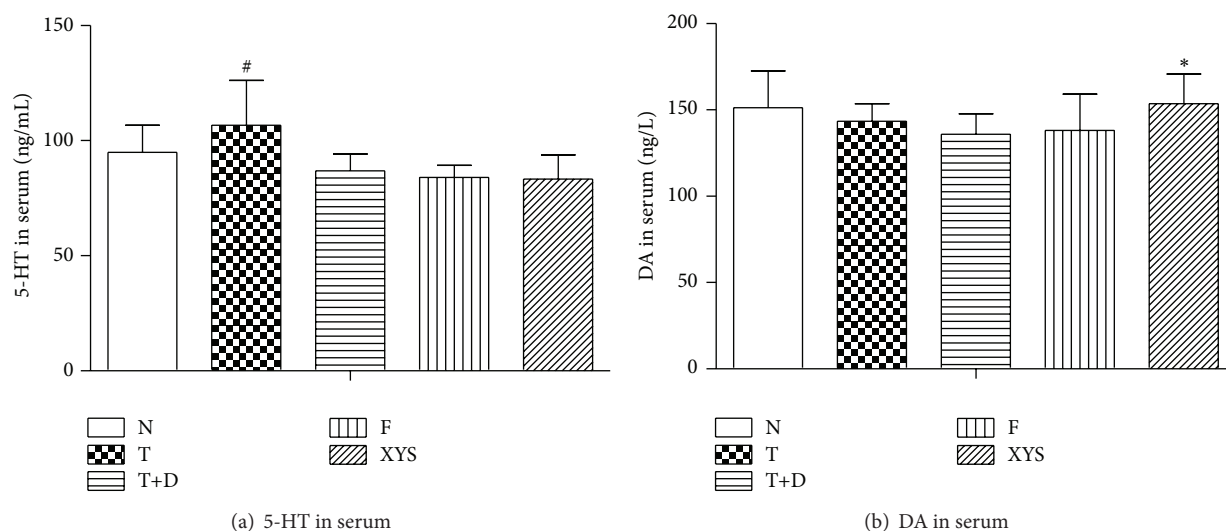 150
100
50
0
5-HT in serum (ng/mL)
#
N
T
T+D
F
XYS
(a) 5-HT in serum
200
150
100
50
0
DA in serum (ng/L)
*
N
T
T+D
F
XYS
(b) DA in serum